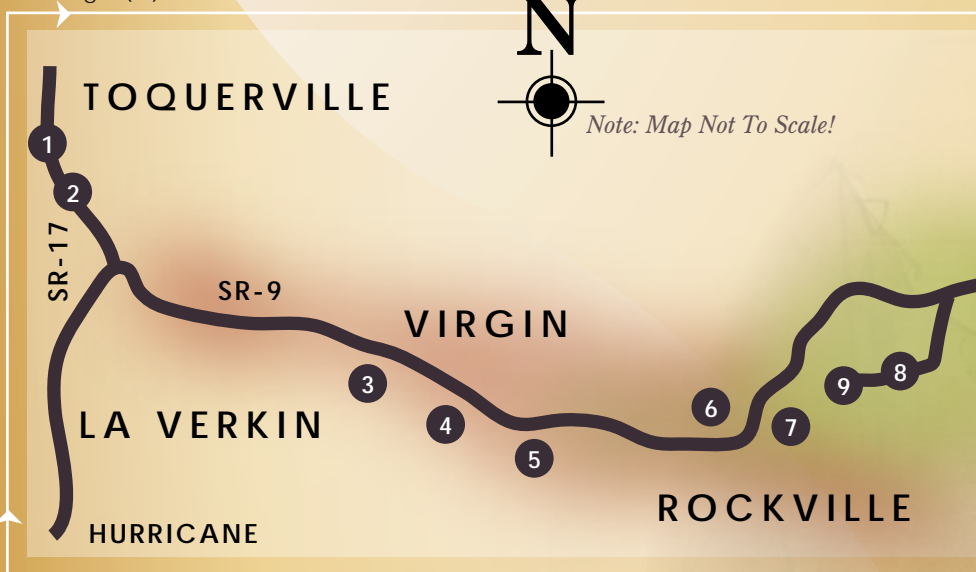 N
TOQUERVILLE
Note: Map Not To Scale!
1
2
SR-17
SR-9
VIRGIN
3
4
5
6
7
8
9
LA VERKIN
ROCKVILLE
HURRICANE